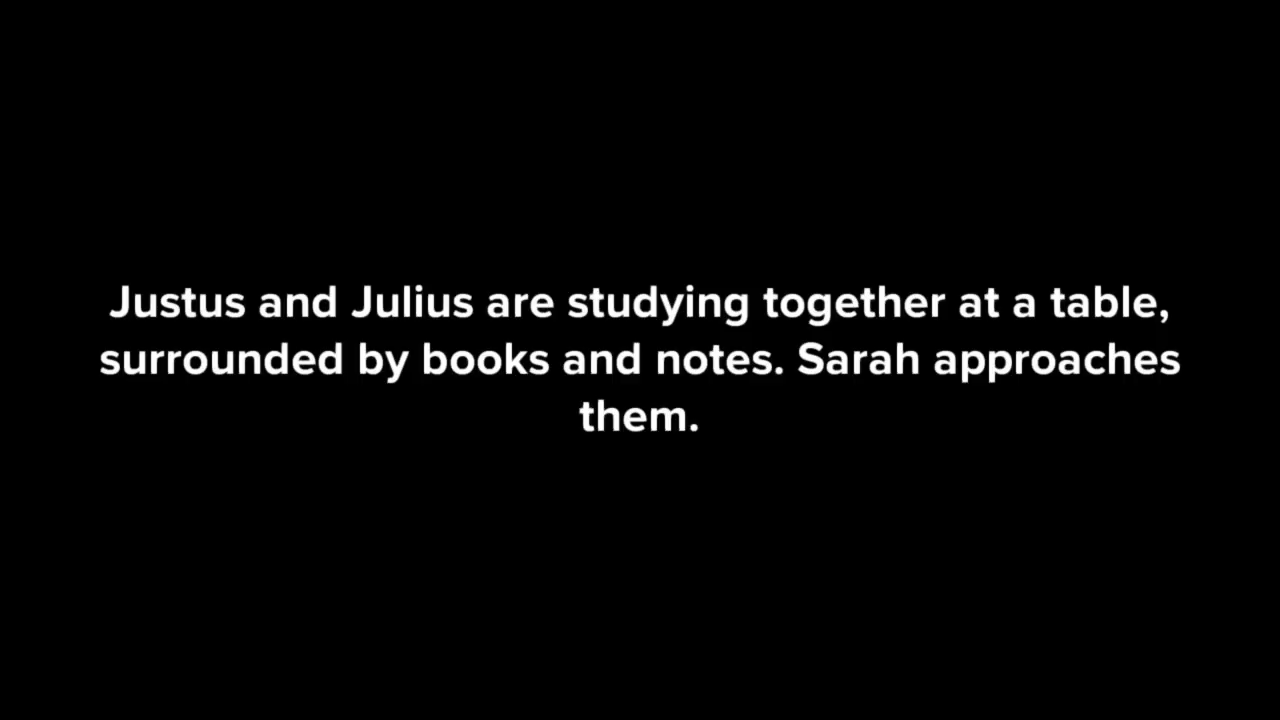 Justus and Julius are studying together at a table,
surrounded by books and notes. Sarah approaches
them.